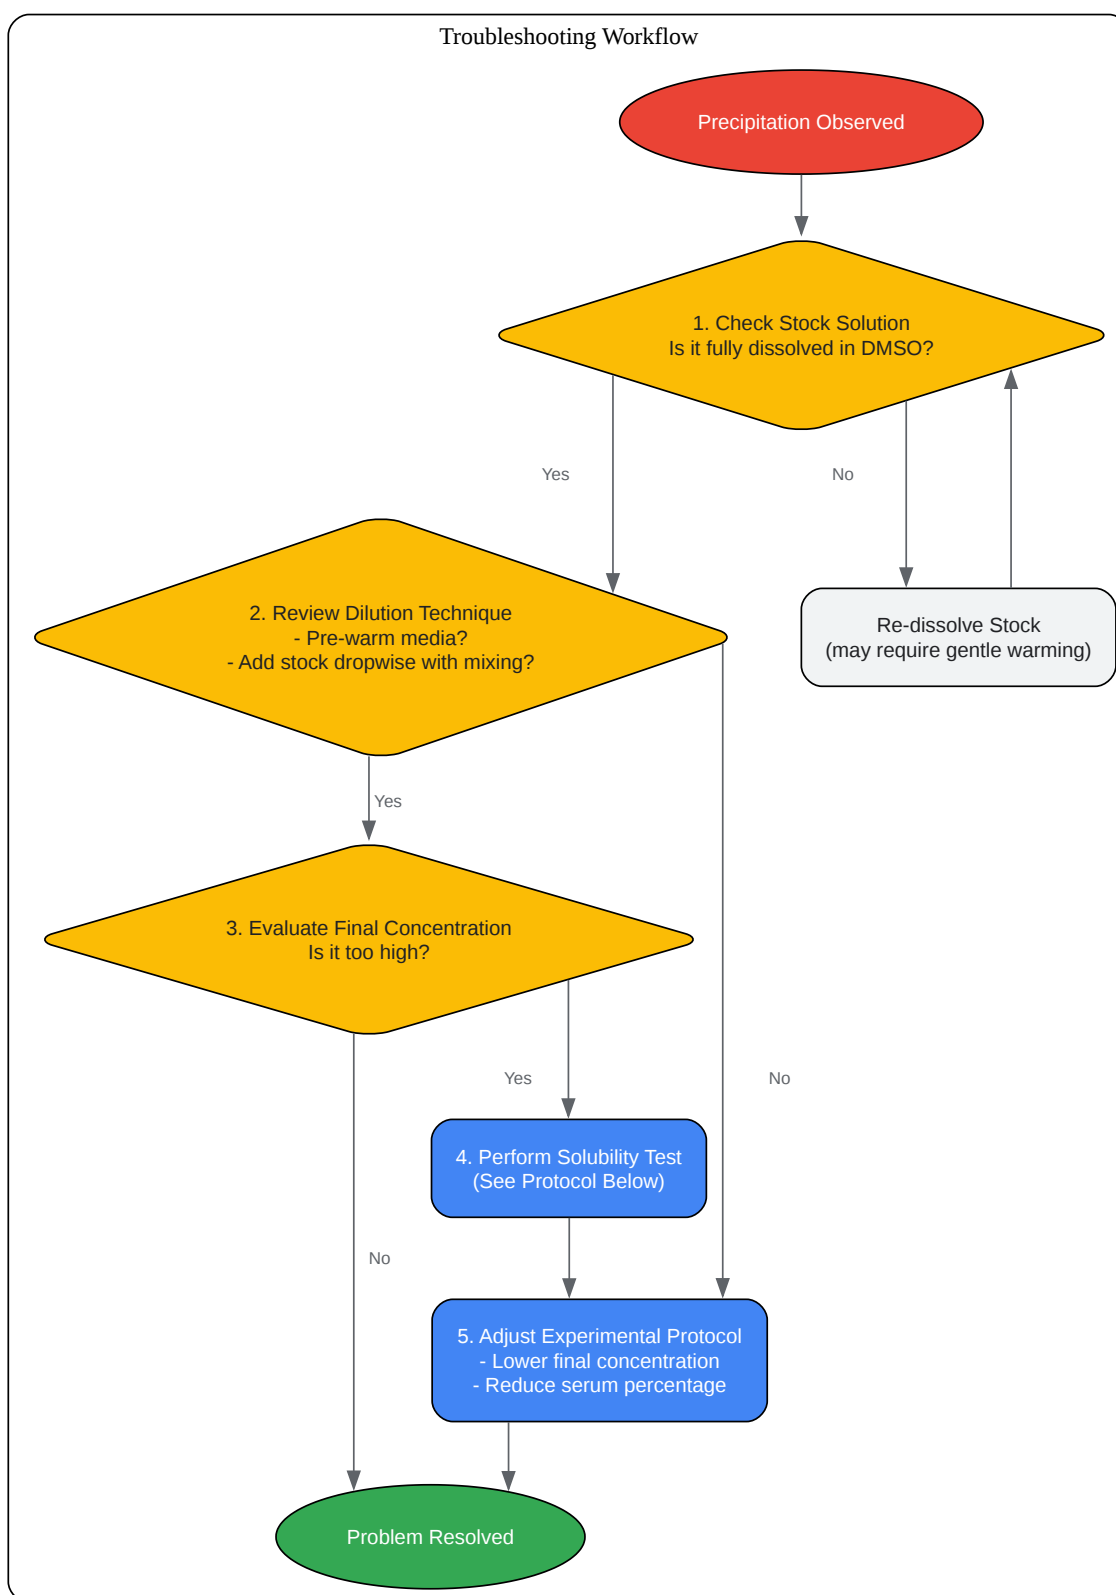 Troubleshooting Workflow
Precipitation Observed
1. Check Stock Solution
Is it fully dissolved in DMSO?
Yes
No
2. Review Dilution Technique
- Pre-warm media?
- Add stock dropwise with mixing?
Re-dissolve Stock
(may require gentle warming)
Yes
3. Evaluate Final Concentration
Is it too high?
Yes
No
4. Perform Solubility Test
(See Protocol Below)
No
5. Adjust Experimental Protocol
- Lower final concentration
- Reduce serum percentage
Problem Resolved